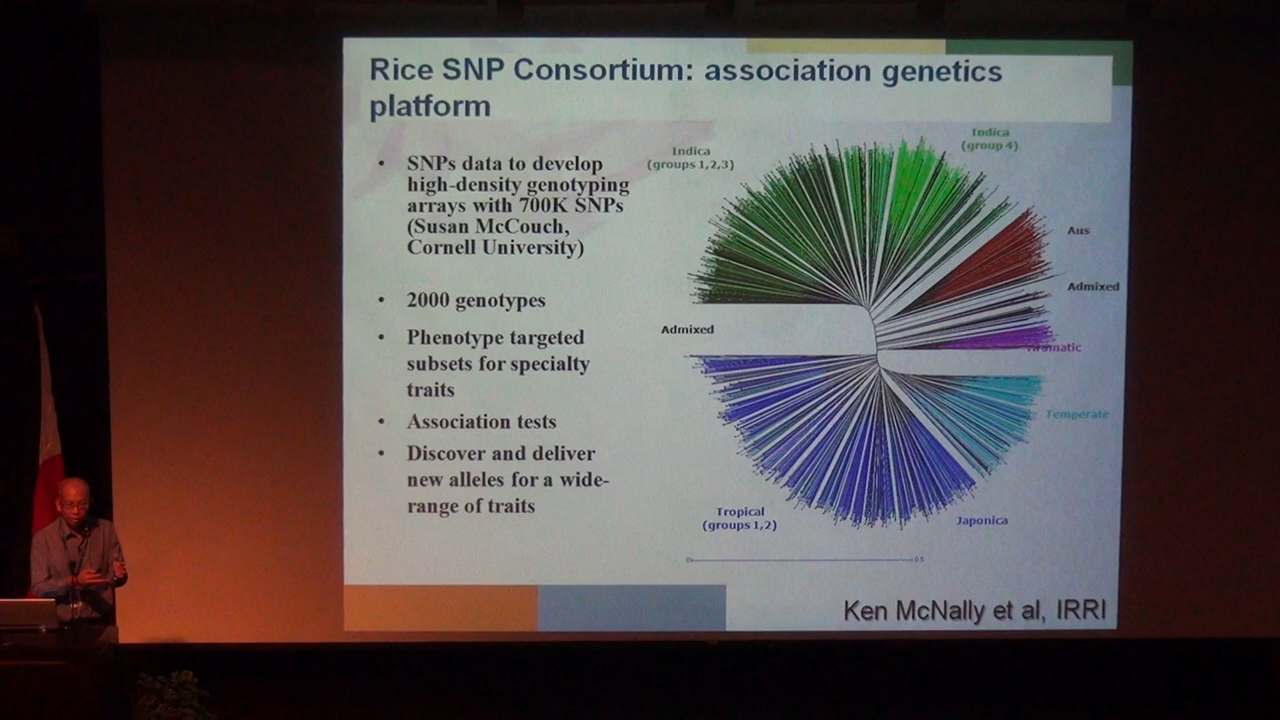 Rice SNP Consortium: association genetics
platform
• SNPs data to develop
high-density genotyping
arrays with 700K SNPs
(Susan McCouch,
Cornell University)
• 2000 genotypes
• Phenotype targeted
subsets for specialty
traits
• Association tests
• Discover and deliver
new alleles for a wide-
range of traits
Indica
(groups 1,2,3)
Indica
(group 4)
Aus
Admixed
Admixed
Aromatic
Temperate
Tropical
(groups 1,2)
Japonica
0 0.5
Ken McNally et al, IRRI